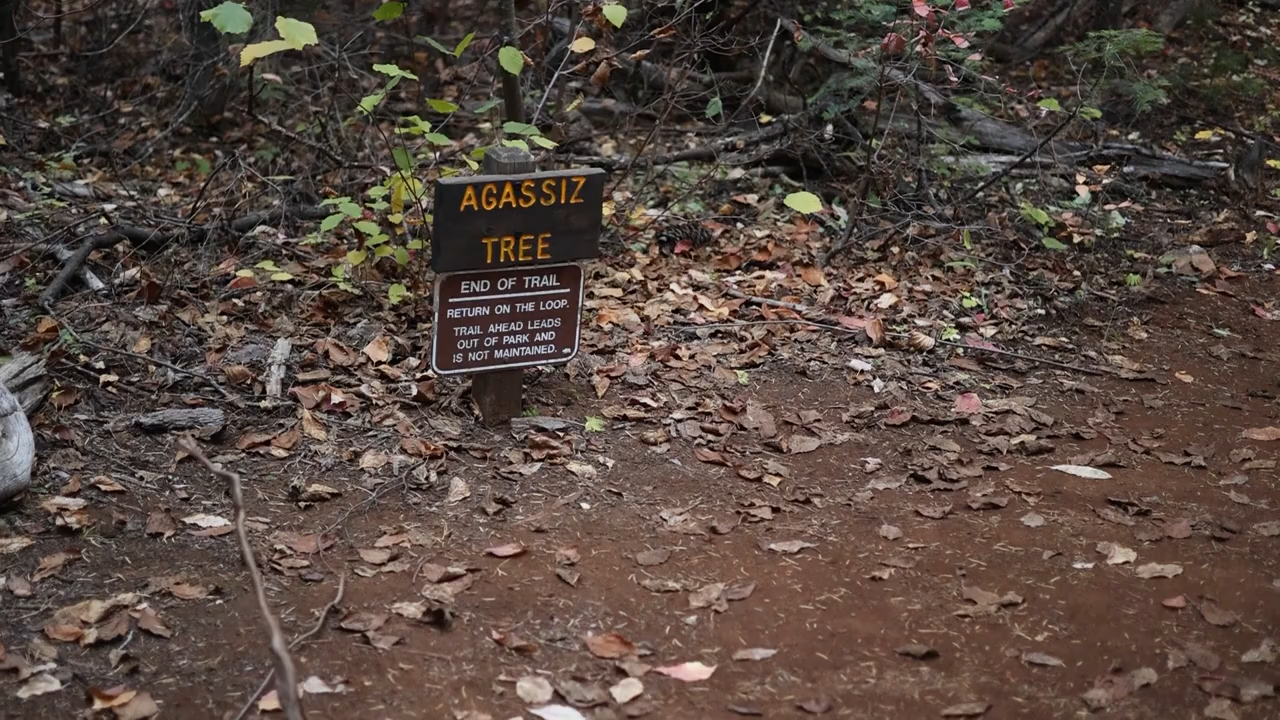 AGASSIZ
TREE
END OF TRAIL
RETURN ON THE LOOP.
TRAIL AHEAD LEADS
OUT OF PARK AND
IS NOT MAINTAINED.